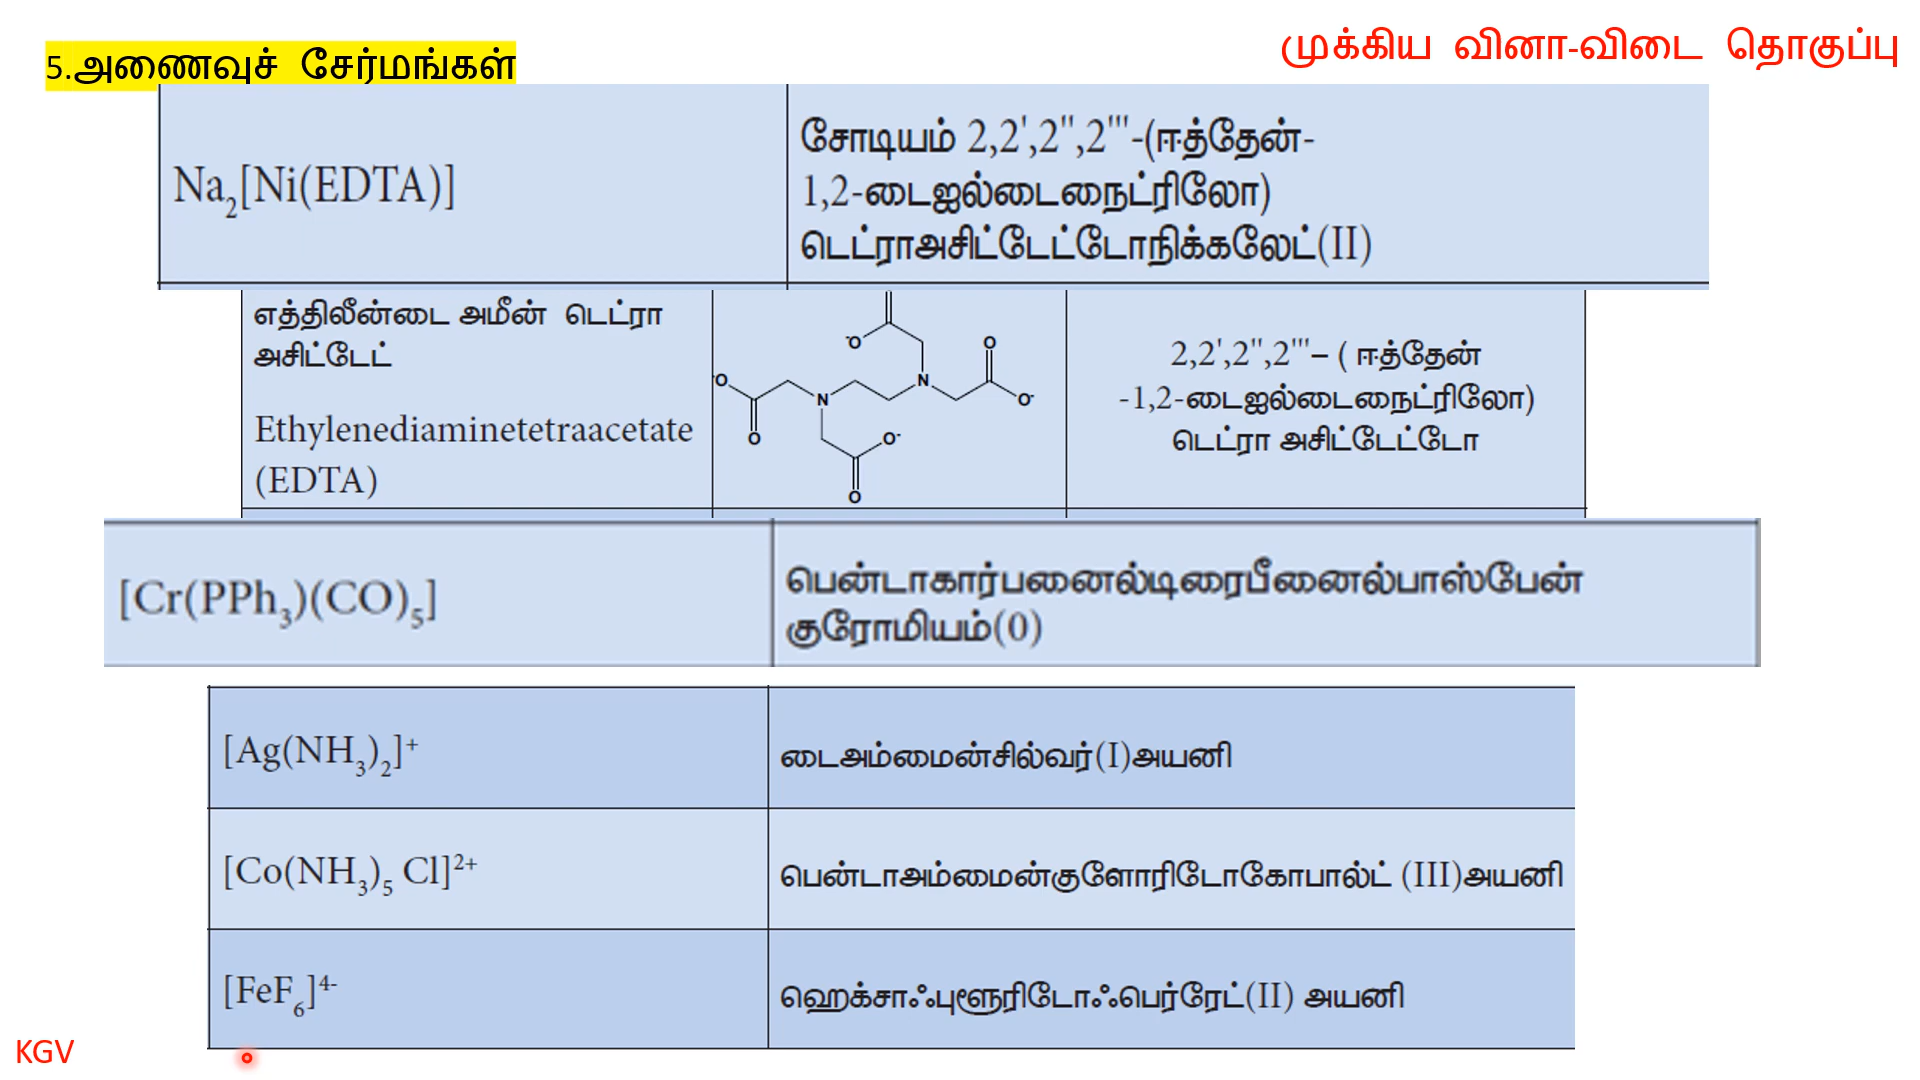 முக்கிய வினா-விடை தொகுப்பு
5.அணைவுச் சேர்மங்கள்
Na₂[Ni(EDTA)]
சோடியம் 2,2',2'',2'''-(ஈத்தேன்-
1,2-டைஐல்டைநைட்ரிலோ)
டெட்ராஅசிட்டேட்டோநிக்கலேட்(II)
எத்திலீன்டை அமீன் டெட்ரா
அசிட்டேட்
Ethylenediaminetetraacetate
(EDTA)
⁻O
O
⁻O
N
N
O⁻
O
O⁻
O
2,2',2'',2'''– ( ஈத்தேன்
-1,2-டைஐல்டைநைட்ரிலோ)
டெட்ரா அசிட்டேட்டோ
[Cr(PPh₃)(CO)₅]
பென்டாகார்பனைல்டிரைபீனைல்பாஸ்பேன்
குரோமியம்(0)
[Ag(NH₃)₂]⁺
டைஅம்மைன்சில்வர்(I)அயனி
[Co(NH₃)₅ Cl]²⁺
பென்டாஅம்மைன்குளோரிடோகோபால்ட் (III)அயனி
[FeF₆]⁴⁻
ஹெக்சாஃபுளூரிடோஃபெர்ரேட்(II) அயனி
KGV